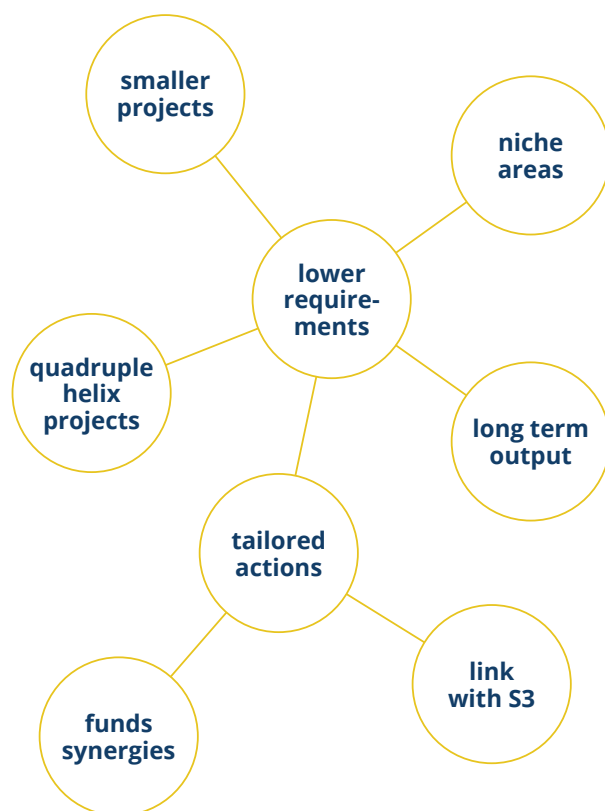 smaller
projects
niche
areas
lower
require-
ments
quadruple
helix
projects
long term
output
tailored
actions
link
with S3
funds
synergies